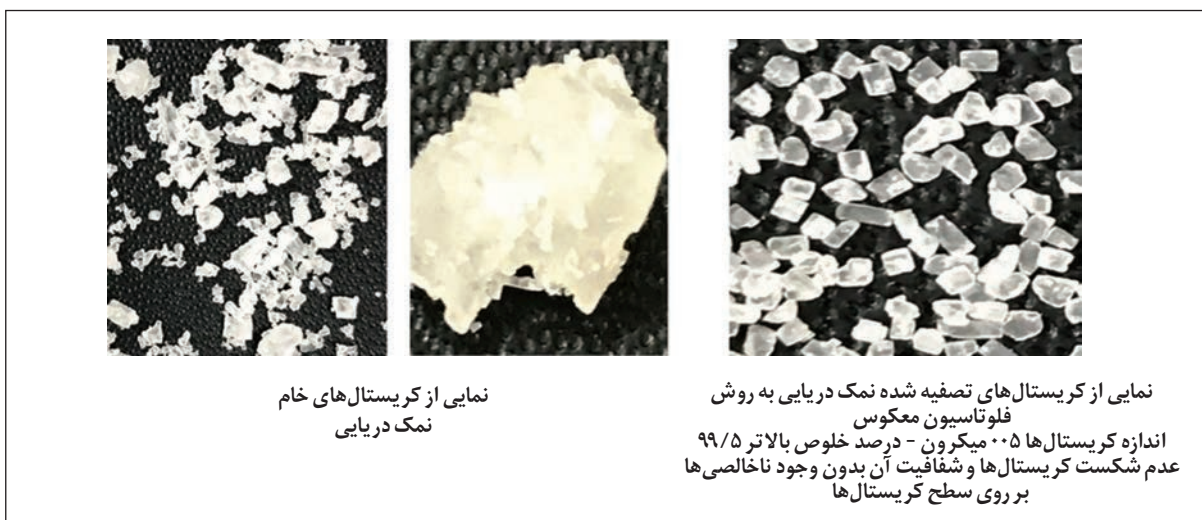 نمایی از کریستال‌های تصفیه شده نمک دریایی به روش
فلوتاسیون معکوس
اندازه کریستال‌ها ۰۰۵ میکرون - درصد خلوص بالاتر ۹۹/۵
عدم شکست کریستال‌ها و شفافیت آن بدون وجود ناخالصی‌ها
بر روی سطح کریستال‌ها
نمایی از کریستال‌های خام
نمک دریایی